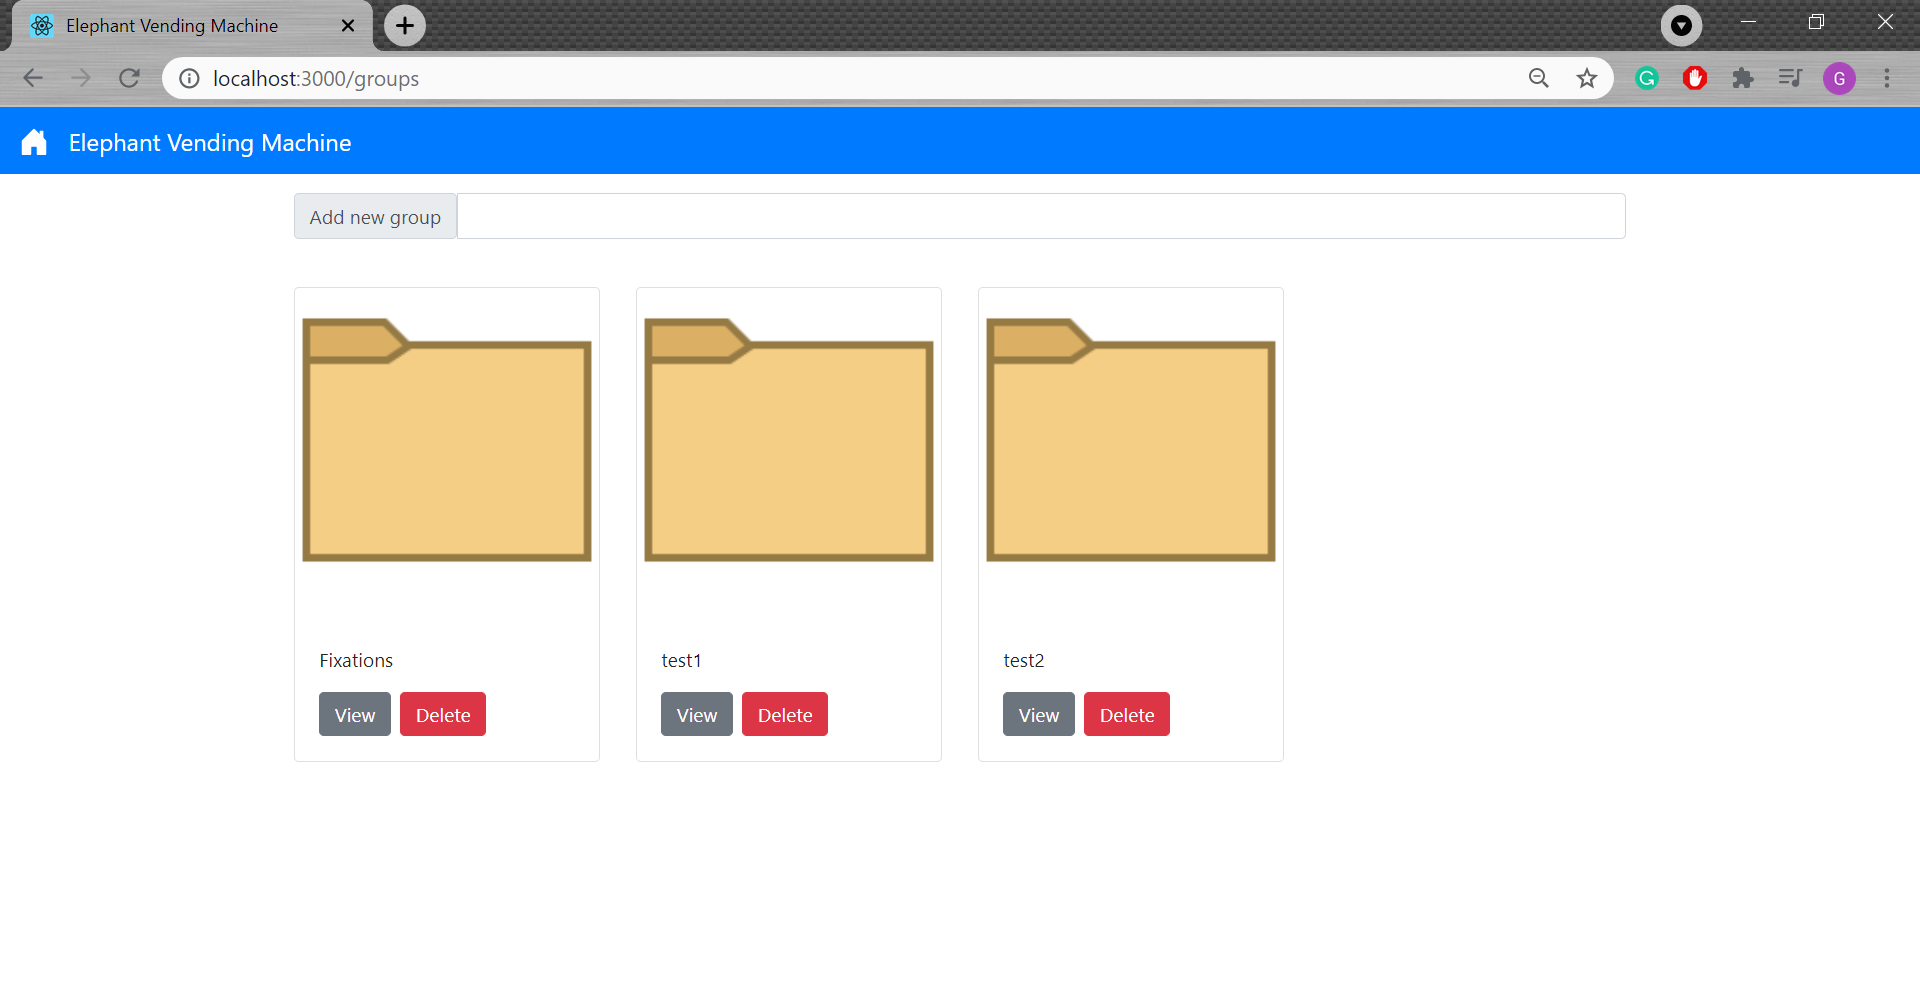 Elephant Vending Machine
localhost:3000/groups
G
Elephant Vending Machine
Add new group
Fixations
View Delete
test1
View Delete
test2
View Delete